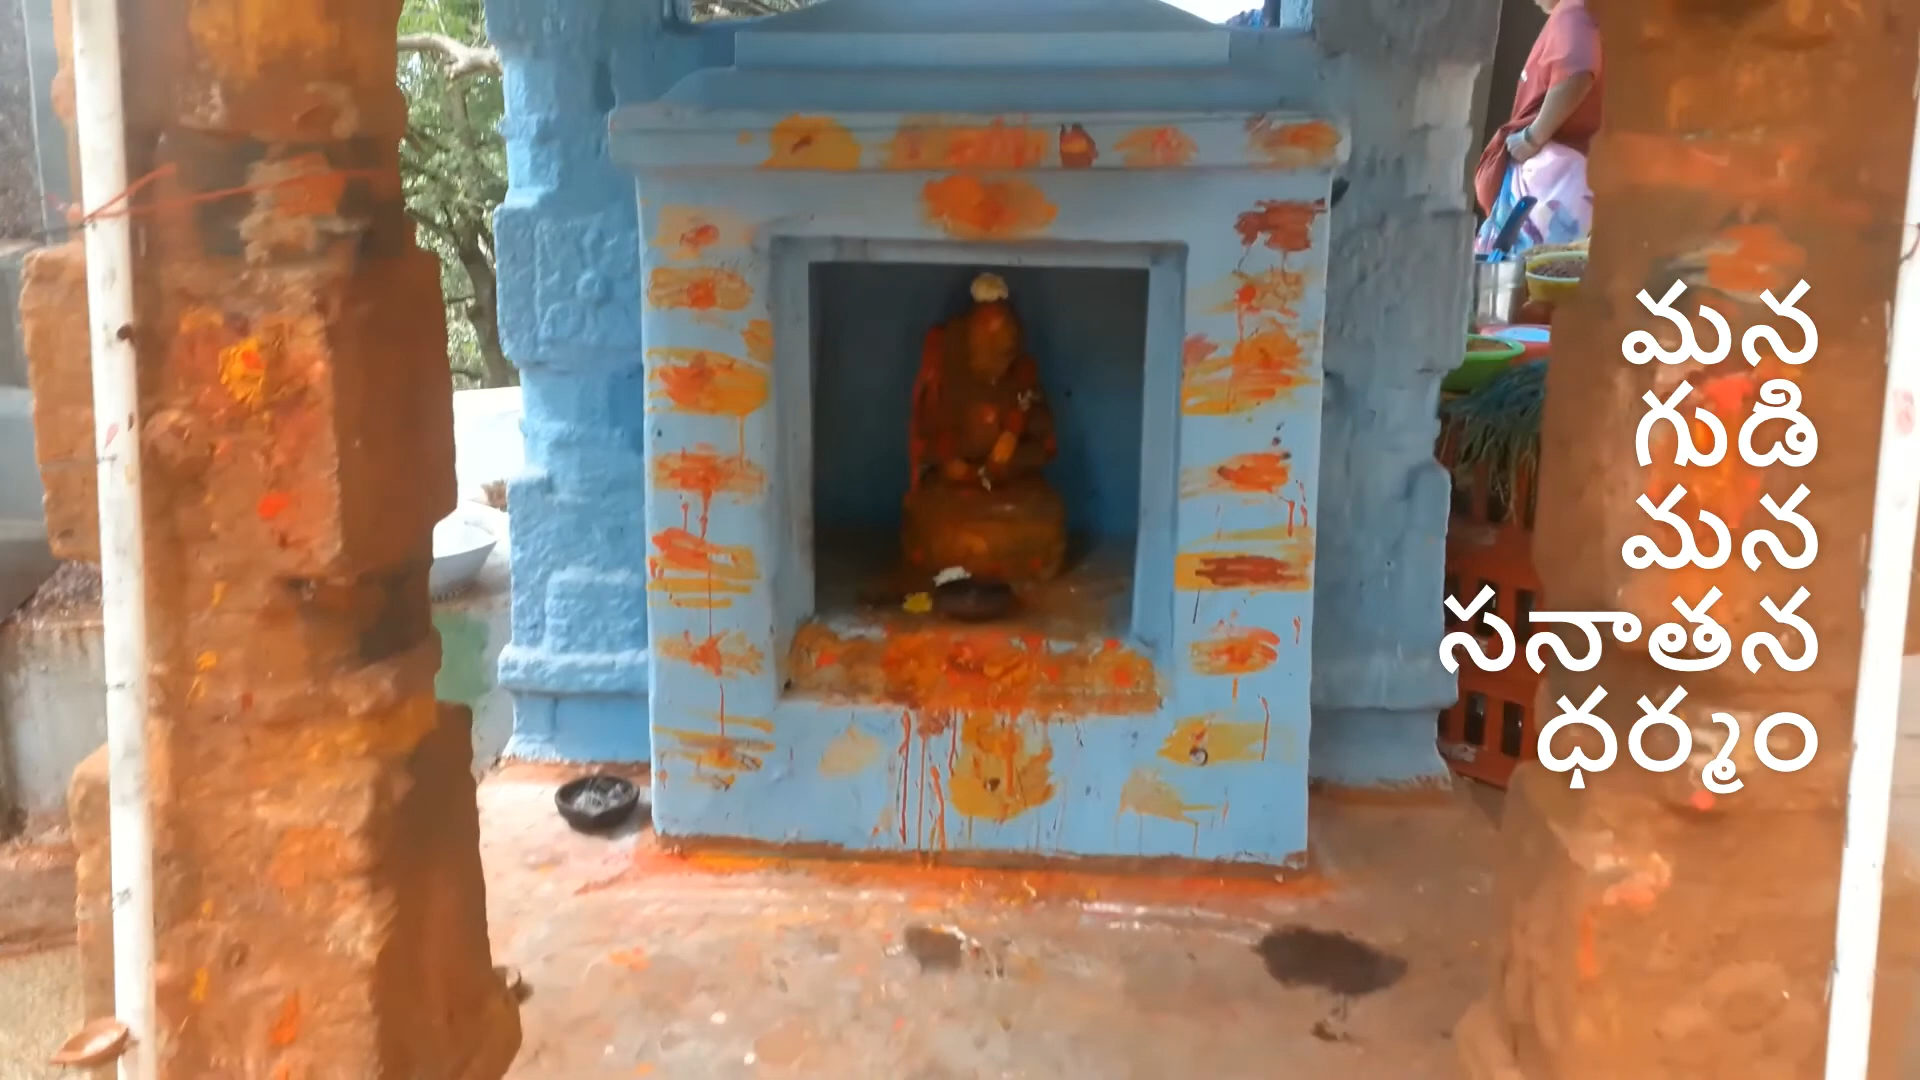 మన
గుడి
మన
సనాతన
ధర్మం